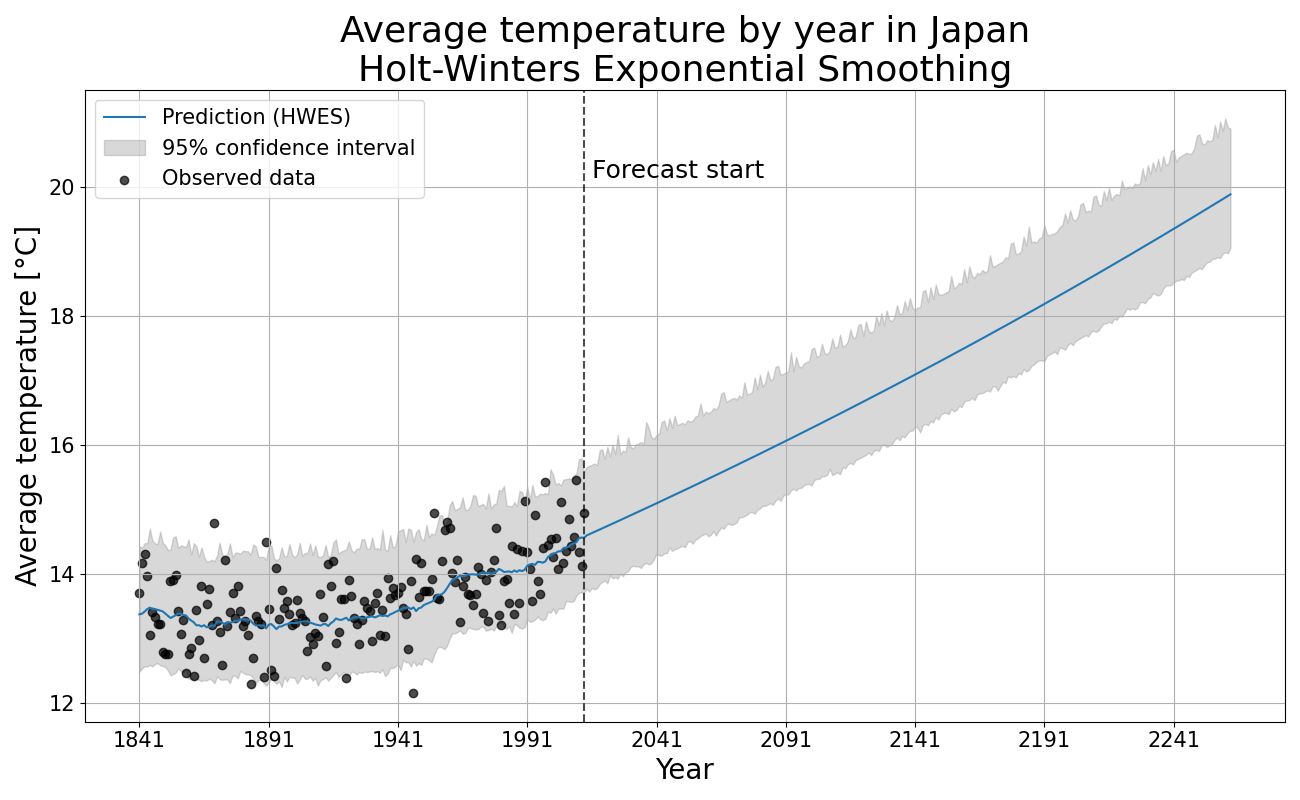 Average temperature by year in Japan
Holt-Winters Exponential Smoothing
Prediction (HWES)
95% confidence interval
Observed data
Forecast start
Average temperature [°C]
20
18
16
14
12
1841 1891 1941 1991 2041 2091 2141 2191 2241
Year